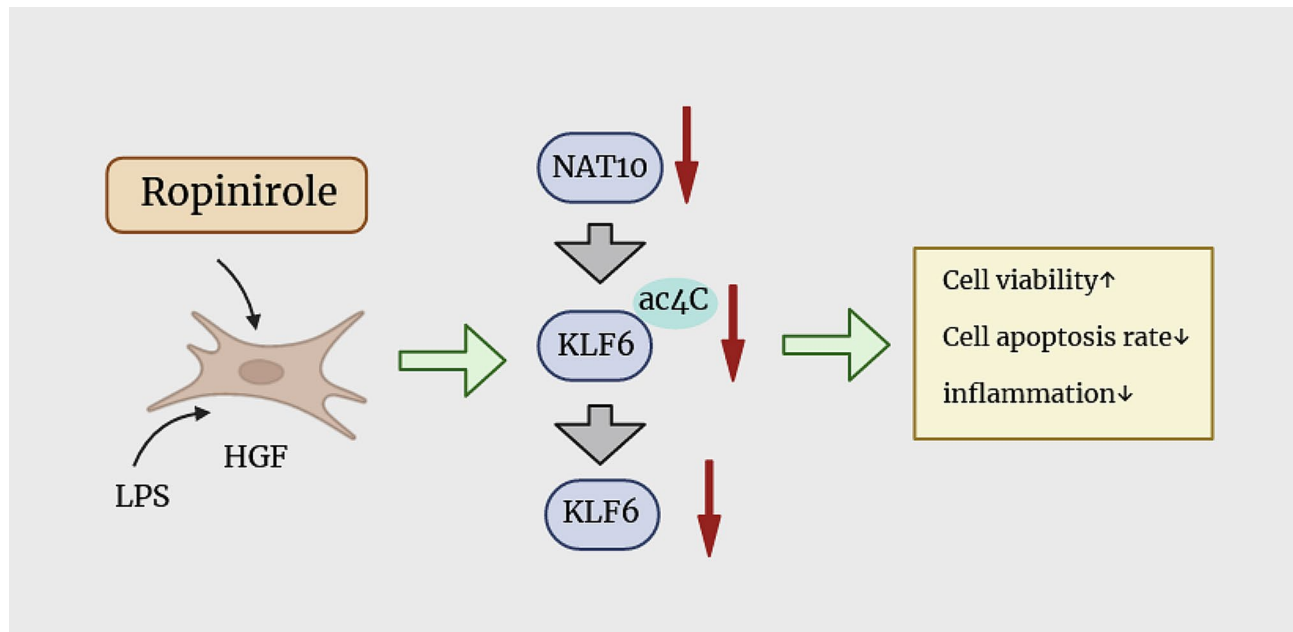 Ropinirole
LPS
HGF
NAT10
ac4C
KLF6
KLF6
Cell viability↑
Cell apoptosis rate↓
inflammation↓